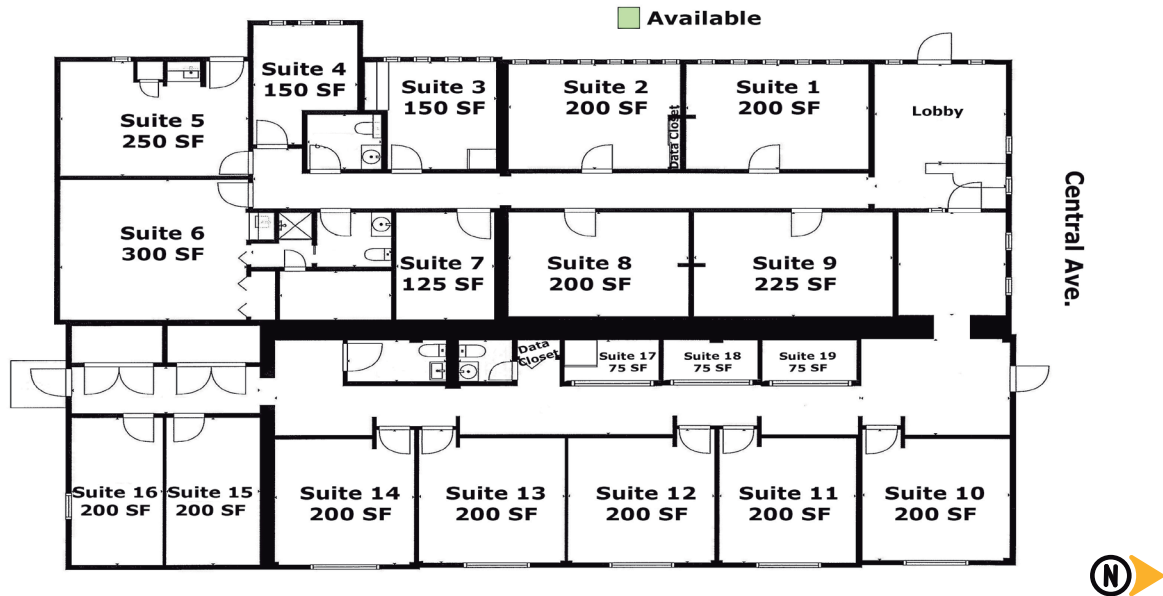 Available
Suite 4
150 SF
Suite 3
150 SF
Suite 2
200 SF
Suite 1
200 SF
Suite 5
250 SF
Data Closet
Lobby
Central Ave.
Suite 6
300 SF
Suite 7
125 SF
Suite 8
200 SF
Suite 9
225 SF
Data
Closet
Suite 17
75 SF
Suite 18
75 SF
Suite 19
75 SF
Suite 16
200 SF
Suite 15
200 SF
Suite 14
200 SF
Suite 13
200 SF
Suite 12
200 SF
Suite 11
200 SF
Suite 10
200 SF
N